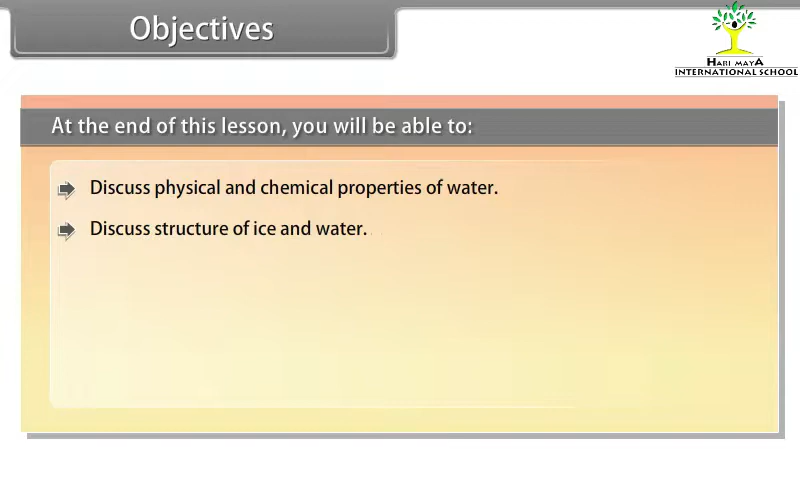 Objectives
HARI MAYA
INTERNATIONAL SCHOOL
At the end of this lesson, you will be able to:
Discuss physical and chemical properties of water.
Discuss structure of ice and water.